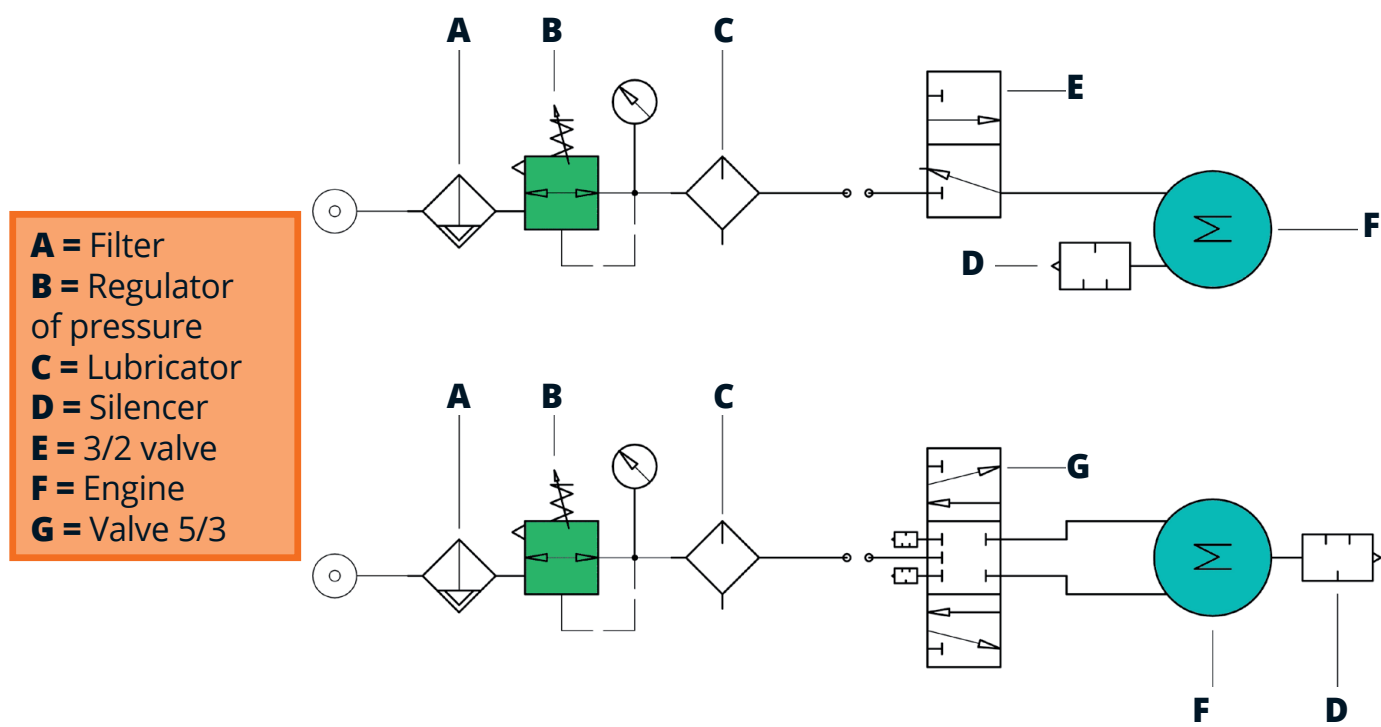 A B C
E
F
D
A = Filter
B = Regulator
of pressure
C = Lubricator
D = Silencer
E = 3/2 valve
F = Engine
G = Valve 5/3
M
A B C
G
M
F D